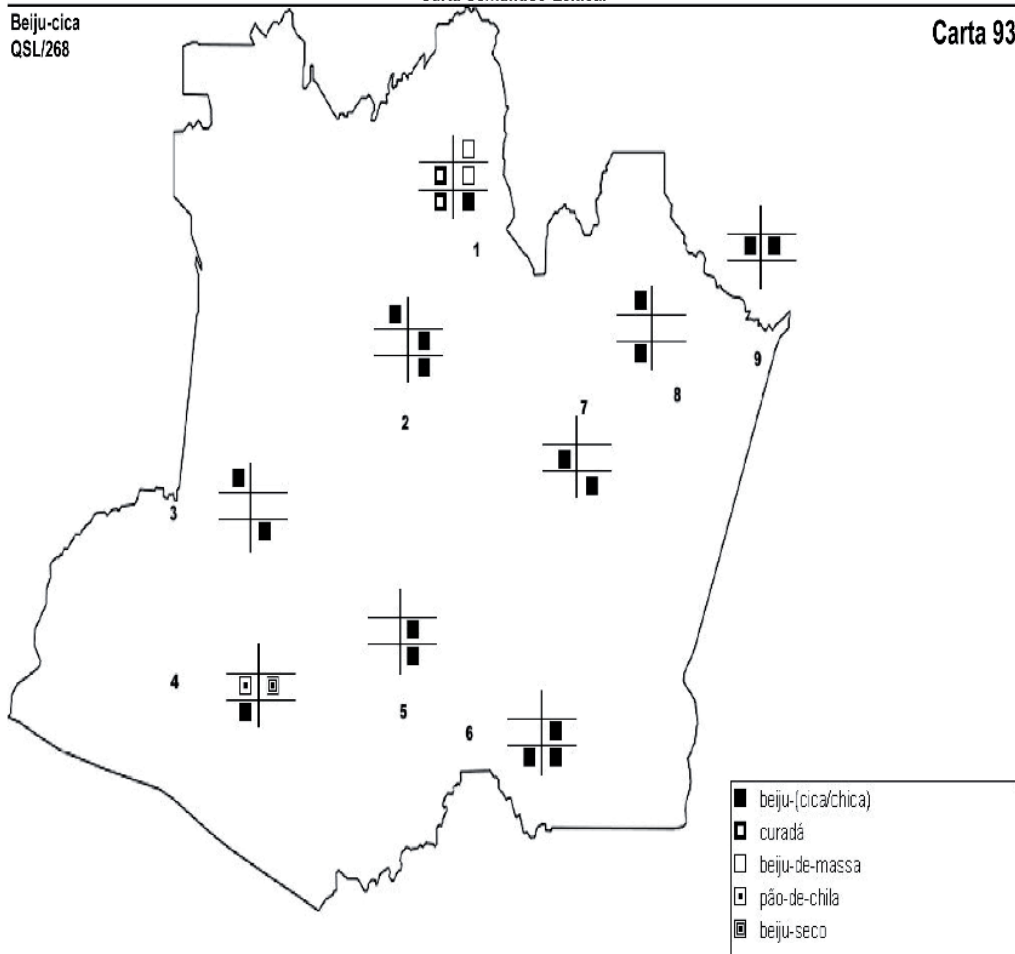 Beiju-cica
QSL/268
Carta 93
1
2
3
4
5
6
7
8
9
beiju-(cica/chica)
curadá
beiju-de-massa
pão-de-chila
beiju-seco